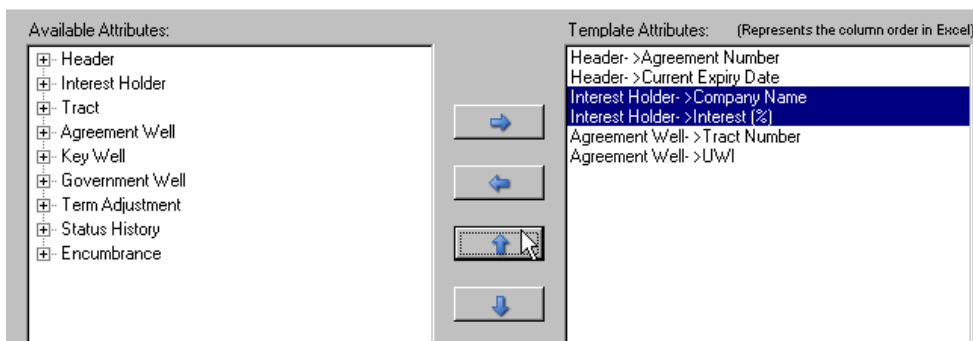 Available Attributes:
Header
Interest Holder
Tract
Agreement Well
Key Well
Government Well
Term Adjustment
Status History
Encumbrance
Template Attributes: (Represents the column order in Excel)
Header->Agreement Number
Header->Current Expiry Date
Interest Holder->Company Name
Interest Holder->Interest (%)
Agreement Well->Tract Number
Agreement Well->UWI